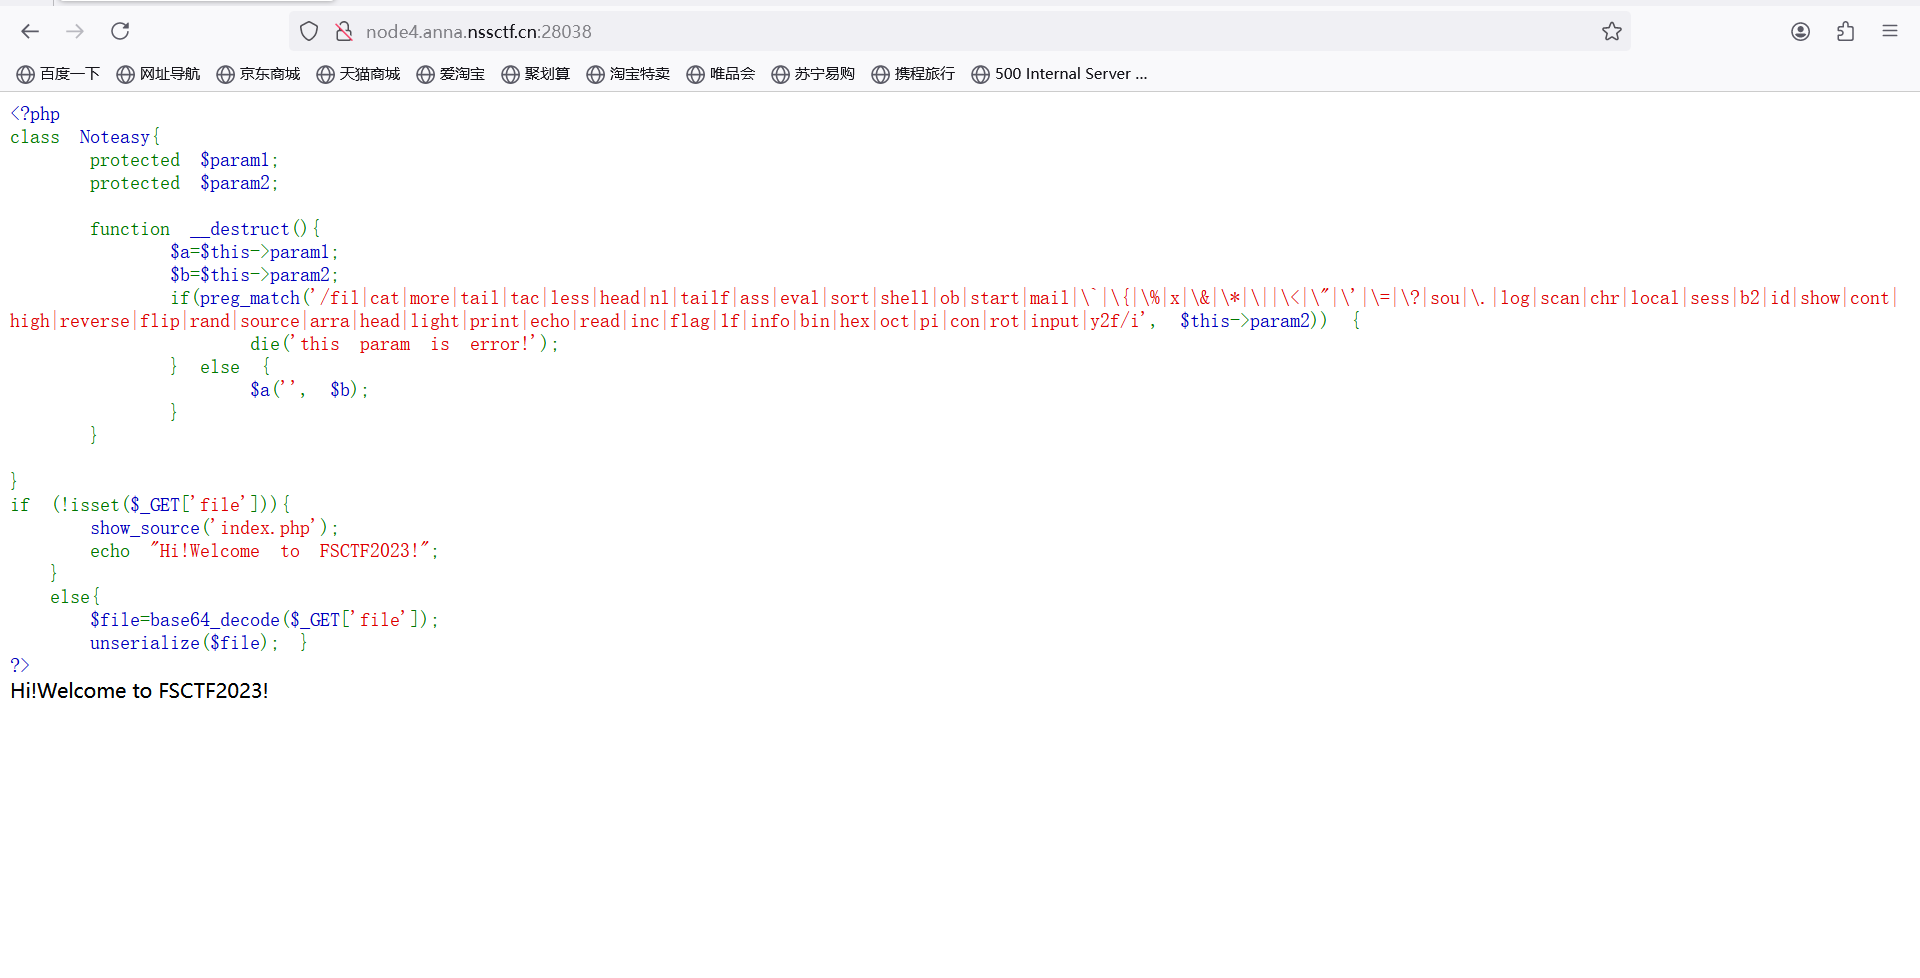 node4.anna.nssctf.cn:28038
百度一下 网址导航 京东商城 天猫商城 爱淘宝 聚划算 淘宝特卖 唯品会 苏宁易购 携程旅行 500 Internal Server ...
<?php
class Noteasy{
protected $param1;
protected $param2;
function __destruct(){
$a=$this->param1;
$b=$this->param2;
if(preg_match('/fil|cat|more|tail|tac|less|head|nl|tailf|ass|eval|sort|shell|ob|start|mail|\`|\{|\%|x|\&|\*|\||\<|\"|\'|\=|\?|sou|\.|log|scan|chr|local|sess|b2|id|show|cont|
high|reverse|flip|rand|source|arra|head|light|print|echo|read|inc|flag|lf|info|bin|hex|oct|pi|con|rot|input|y2f/i', $this->param2)) {
die('this param is error!');
} else {
$a('', $b);
}
}
}
if (!isset($_GET['file'])){
show_source('index.php');
echo "Hi!Welcome to FSCTF2023!";
}
else{
$file=base64_decode($_GET['file']);
unserialize($file); }
?>
Hi!Welcome to FSCTF2023!